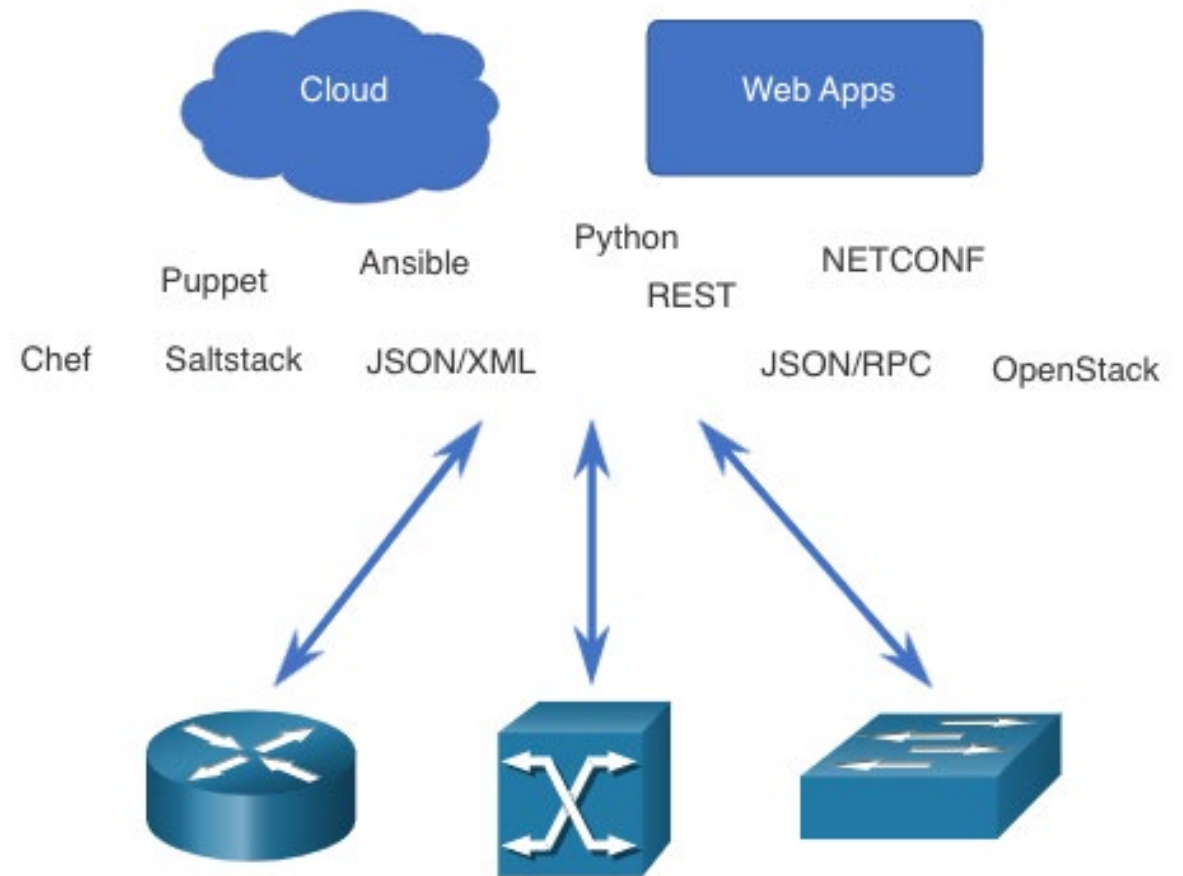 Cloud
Web Apps
Python
Ansible
NETCONF
Puppet
REST
Chef
Saltstack
JSON/XML
JSON/RPC
OpenStack